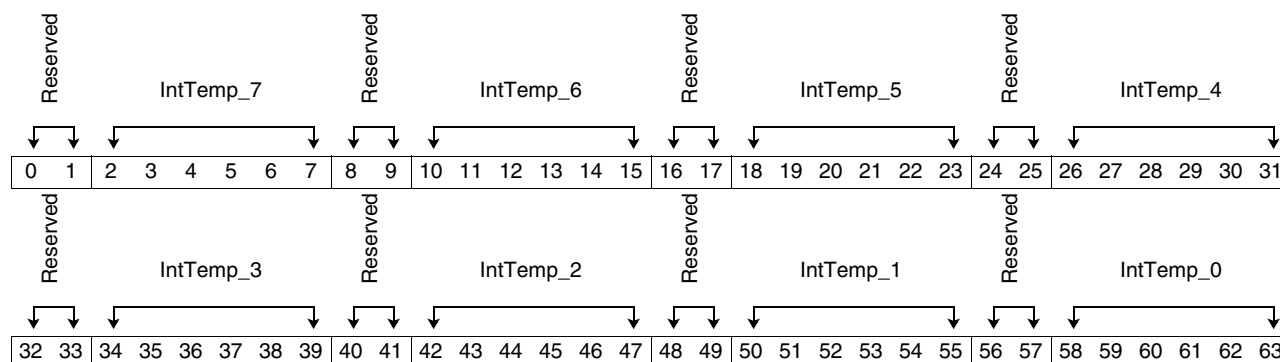 Reserved Reserved Reserved Reserved
IntTemp_7 IntTemp_6 IntTemp_5 IntTemp_4
0 1 2 3 4 5 6 7 8 9 10 11 12 13 14 15 16 17 18 19 20 21 22 23 24 25 26 27 28 29 30 31
Reserved Reserved Reserved Reserved
IntTemp_3 IntTemp_2 IntTemp_1 IntTemp_0
32 33 34 35 36 37 38 39 40 41 42 43 44 45 46 47 48 49 50 51 52 53 54 55 56 57 58 59 60 61 62 63